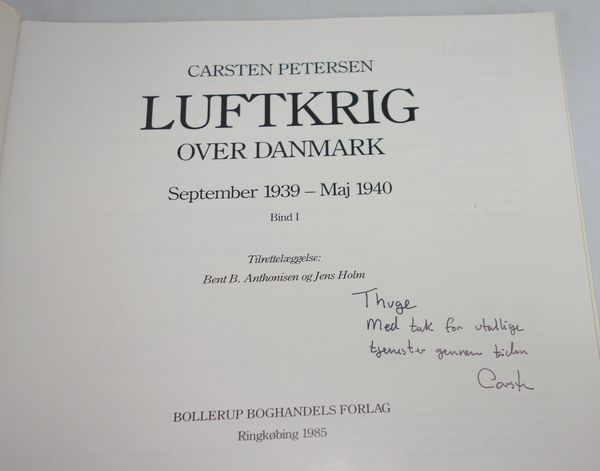 CARSTEN PETERSEN
LUFTKRIG
OVER DANMARK
September 1939 – Maj 1940
Bind I
Tilrettelæggelse:
Bent B. Anthonisen og Jens Holm
Thuge
Med tak for utallige
tjenester gennem tiden
Carsten
BOLLERUP BOGHANDELS FORLAG
Ringkøbing 1985